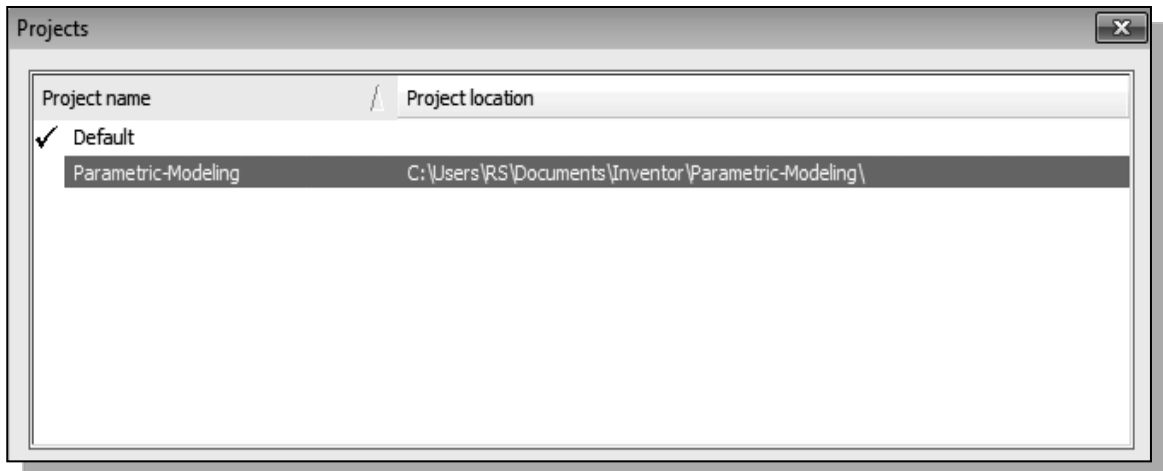 Projects
Project name Project location
Default
Parametric-Modeling C:\Users\RS\Documents\Inventor\Parametric-Modeling\